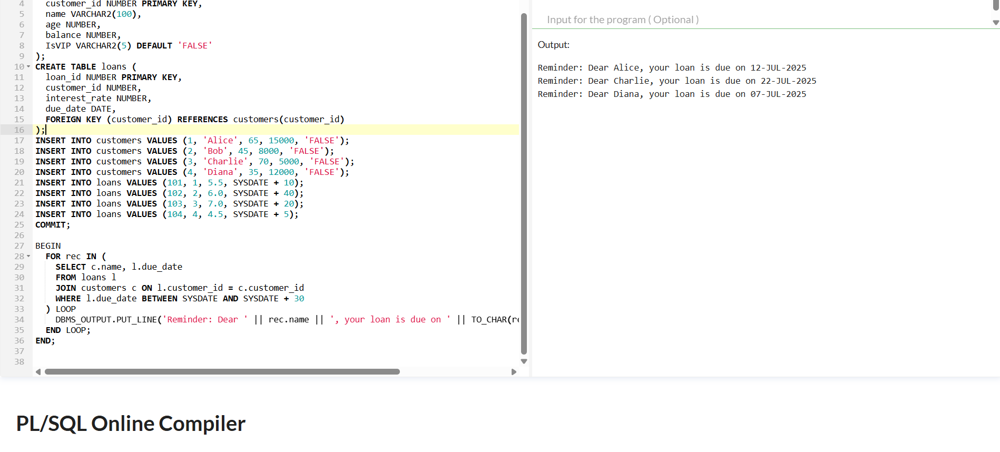 4 customer_id NUMBER PRIMARY KEY,
5 name VARCHAR2(100),
6 age NUMBER,
7 balance NUMBER,
8 IsVIP VARCHAR2(5) DEFAULT 'FALSE'
9 );
10 CREATE TABLE loans (
11 loan_id NUMBER PRIMARY KEY,
12 customer_id NUMBER,
13 interest_rate NUMBER,
14 due_date DATE,
15 FOREIGN KEY (customer_id) REFERENCES customers(customer_id)
16 );
17 INSERT INTO customers VALUES (1, 'Alice', 65, 15000, 'FALSE');
18 INSERT INTO customers VALUES (2, 'Bob', 45, 8000, 'FALSE');
19 INSERT INTO customers VALUES (3, 'Charlie', 70, 5000, 'FALSE');
20 INSERT INTO customers VALUES (4, 'Diana', 35, 12000, 'FALSE');
21 INSERT INTO loans VALUES (101, 1, 5.5, SYSDATE + 10);
22 INSERT INTO loans VALUES (102, 2, 6.0, SYSDATE + 40);
23 INSERT INTO loans VALUES (103, 3, 7.0, SYSDATE + 20);
24 INSERT INTO loans VALUES (104, 4, 4.5, SYSDATE + 5);
25 COMMIT;
26
27 BEGIN
28 FOR rec IN (
29 SELECT c.name, l.due_date
30 FROM loans l
31 JOIN customers c ON l.customer_id = c.customer_id
32 WHERE l.due_date BETWEEN SYSDATE AND SYSDATE + 30
33 ) LOOP
34 DBMS_OUTPUT.PUT_LINE('Reminder: Dear ' || rec.name || ', your loan is due on ' || TO_CHAR(re
35 END LOOP;
36 END;
37
38
Input for the program ( Optional )
Output:
Reminder: Dear Alice, your loan is due on 12-JUL-2025
Reminder: Dear Charlie, your loan is due on 22-JUL-2025
Reminder: Dear Diana, your loan is due on 07-JUL-2025
PL/SQL Online Compiler